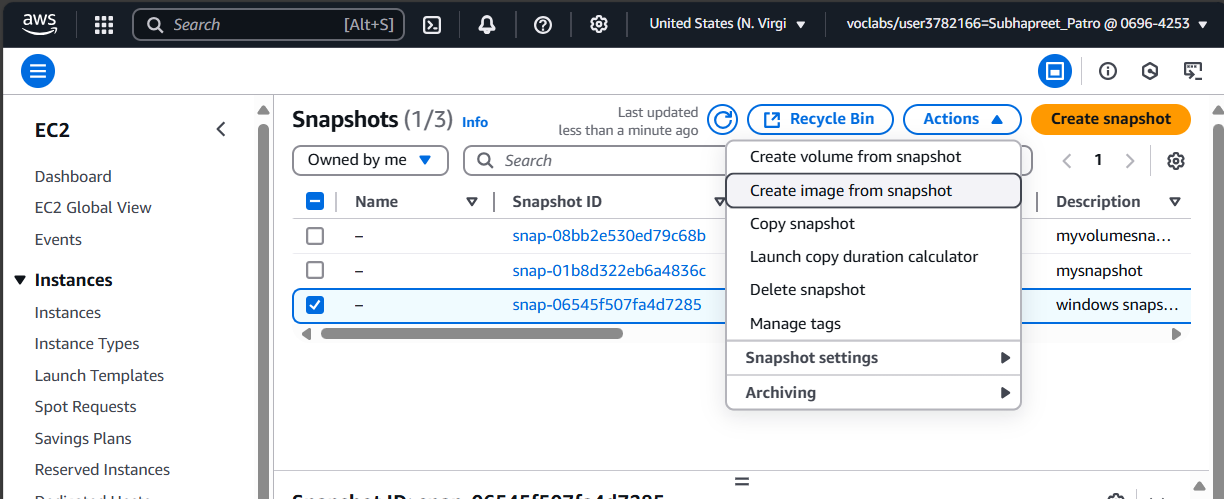 aws
Search [Alt+S]
United States (N. Virgi
voclabs/user3782166=Subhapreet_Patro @ 0696-4253
EC2
Dashboard
EC2 Global View
Events
Instances
Instances
Instance Types
Launch Templates
Spot Requests
Savings Plans
Reserved Instances
Snapshots (1/3) Info
Last updated
less than a minute ago
Recycle Bin
Actions
Create snapshot
Owned by me
Search
1
Name Snapshot ID Description
– snap-08bb2e530ed79c68b myvolumesna...
– snap-01b8d322eb6a4836c mysnapshot
– snap-06545f507fa4d7285 windows snaps...
Create volume from snapshot
Create image from snapshot
Copy snapshot
Launch copy duration calculator
Delete snapshot
Manage tags
Snapshot settings
Archiving
Snapshot ID: snap-06545f507fa4d7285